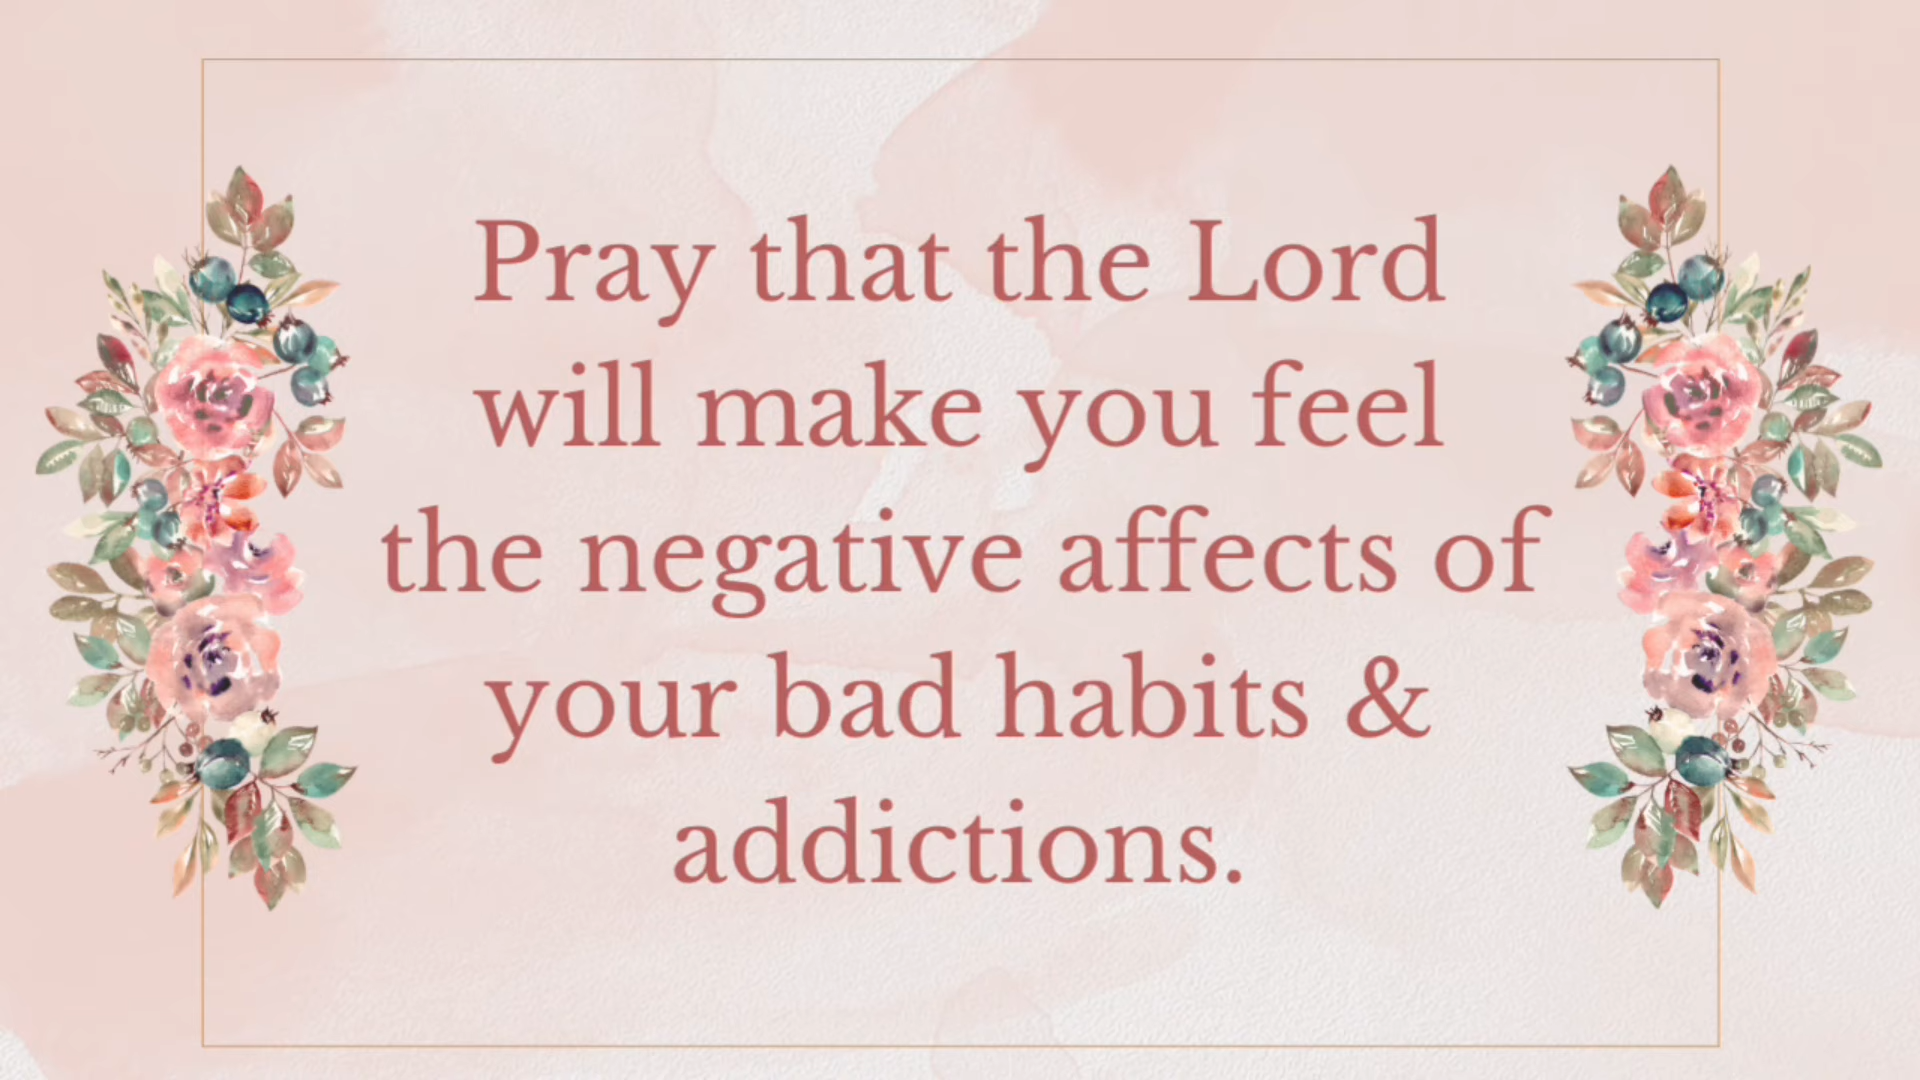 Pray that the Lord
will make you feel
the negative affects of
your bad habits &
addictions.